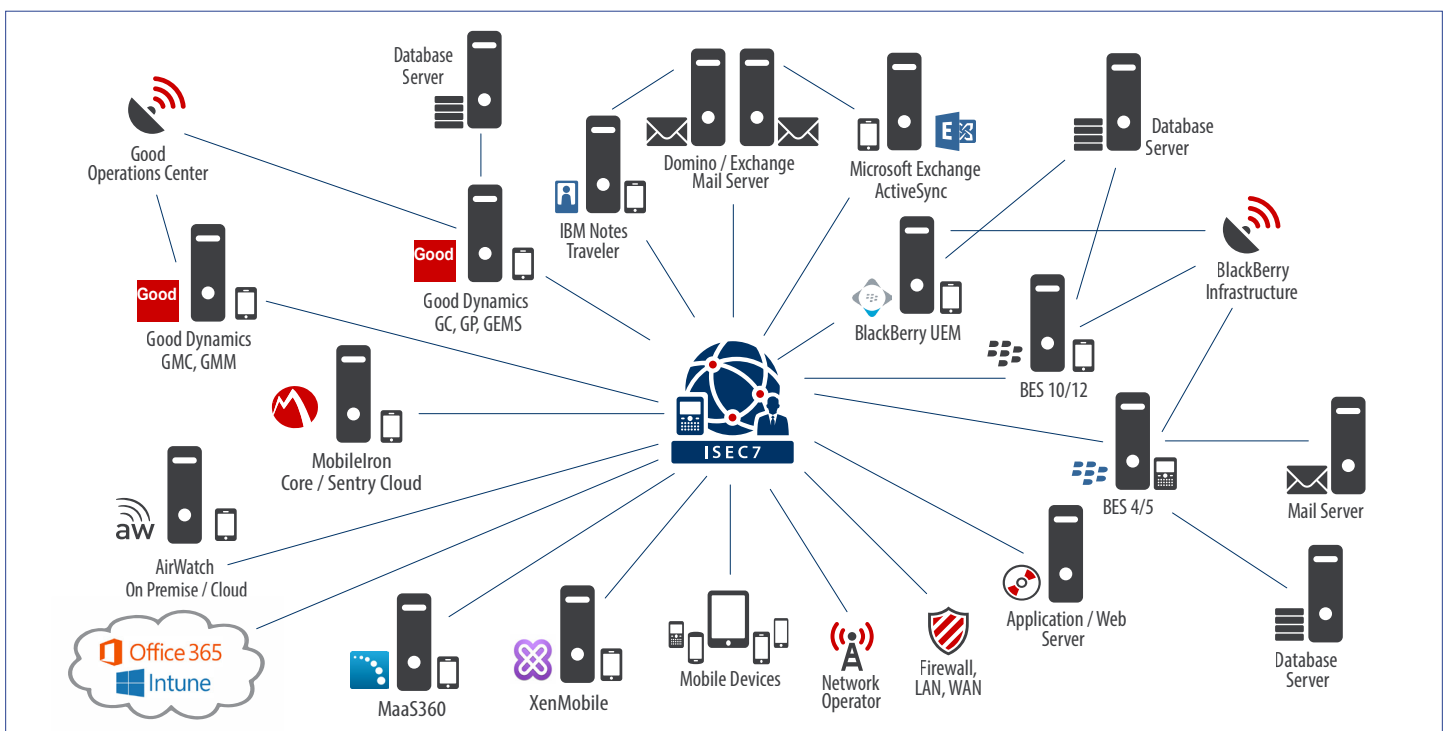 Database
Server
Good
Operations Center
Domino / Exchange
Mail Server
E
Microsoft Exchange
ActiveSync
Database
Server
IBM Notes
Traveler
Good
Good Dynamics
GC, GP, GEMS
Good
Good Dynamics
GMC, GMM
BlackBerry UEM
BlackBerry
Infrastructure
BES 10/12
MobileIron
Core / Sentry Cloud
ISEC7
BES 4/5
Mail Server
aw
AirWatch
On Premise / Cloud
Application / Web
Server
Office 365
Intune
MaaS360
XenMobile
Mobile Devices
Network
Operator
Firewall,
LAN, WAN
Database
Server